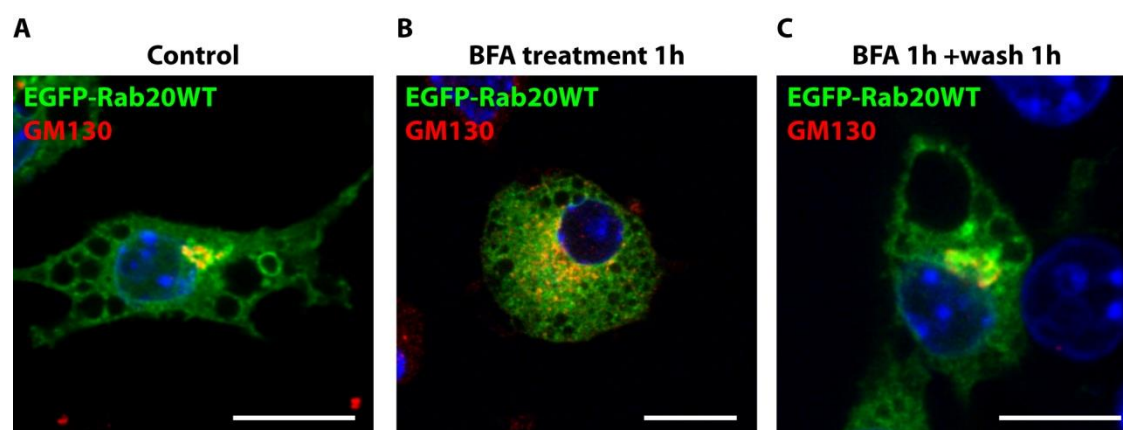 A
Control
EGFP-Rab20WT
GM130
B
BFA treatment 1h
EGFP-Rab20WT
GM130
C
BFA 1h +wash 1h
EGFP-Rab20WT
GM130